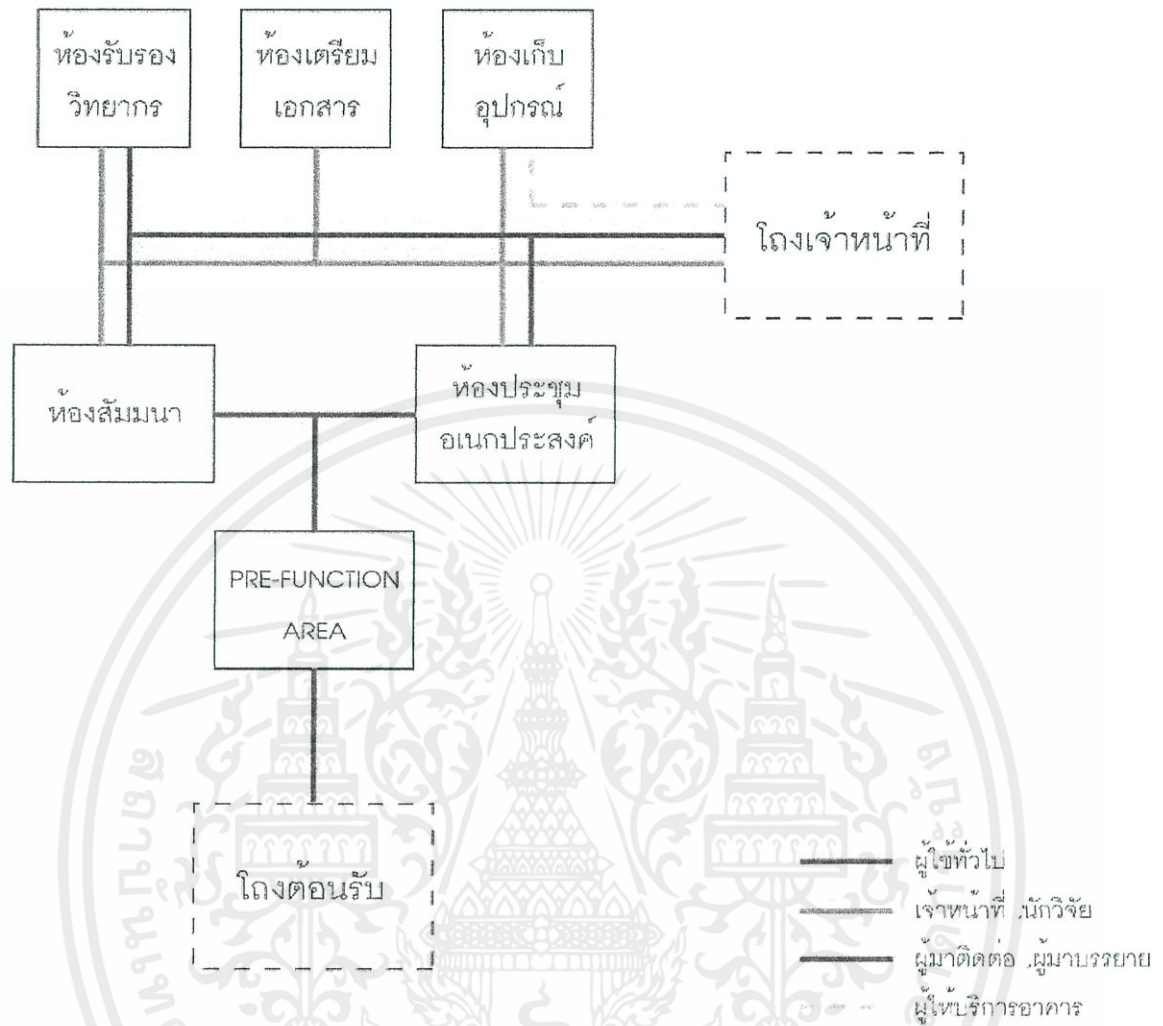 ห้องรับรอง
วิทยากร
ห้องเตรียม
เอกสาร
ห้องเก็บ
อุปกรณ์
โถงเจ้าหน้าที่
ห้องสัมมนา
ห้องประชุม
อเนกประสงค์
PRE-FUNCTION
AREA
โถงต้อนรับ
ผู้ใช้ทั่วไป
เจ้าหน้าที่ ,นักวิจัย
ผู้มาติดต่อ ,ผู้มาบรรยาย
ผู้ให้บริการอาคาร